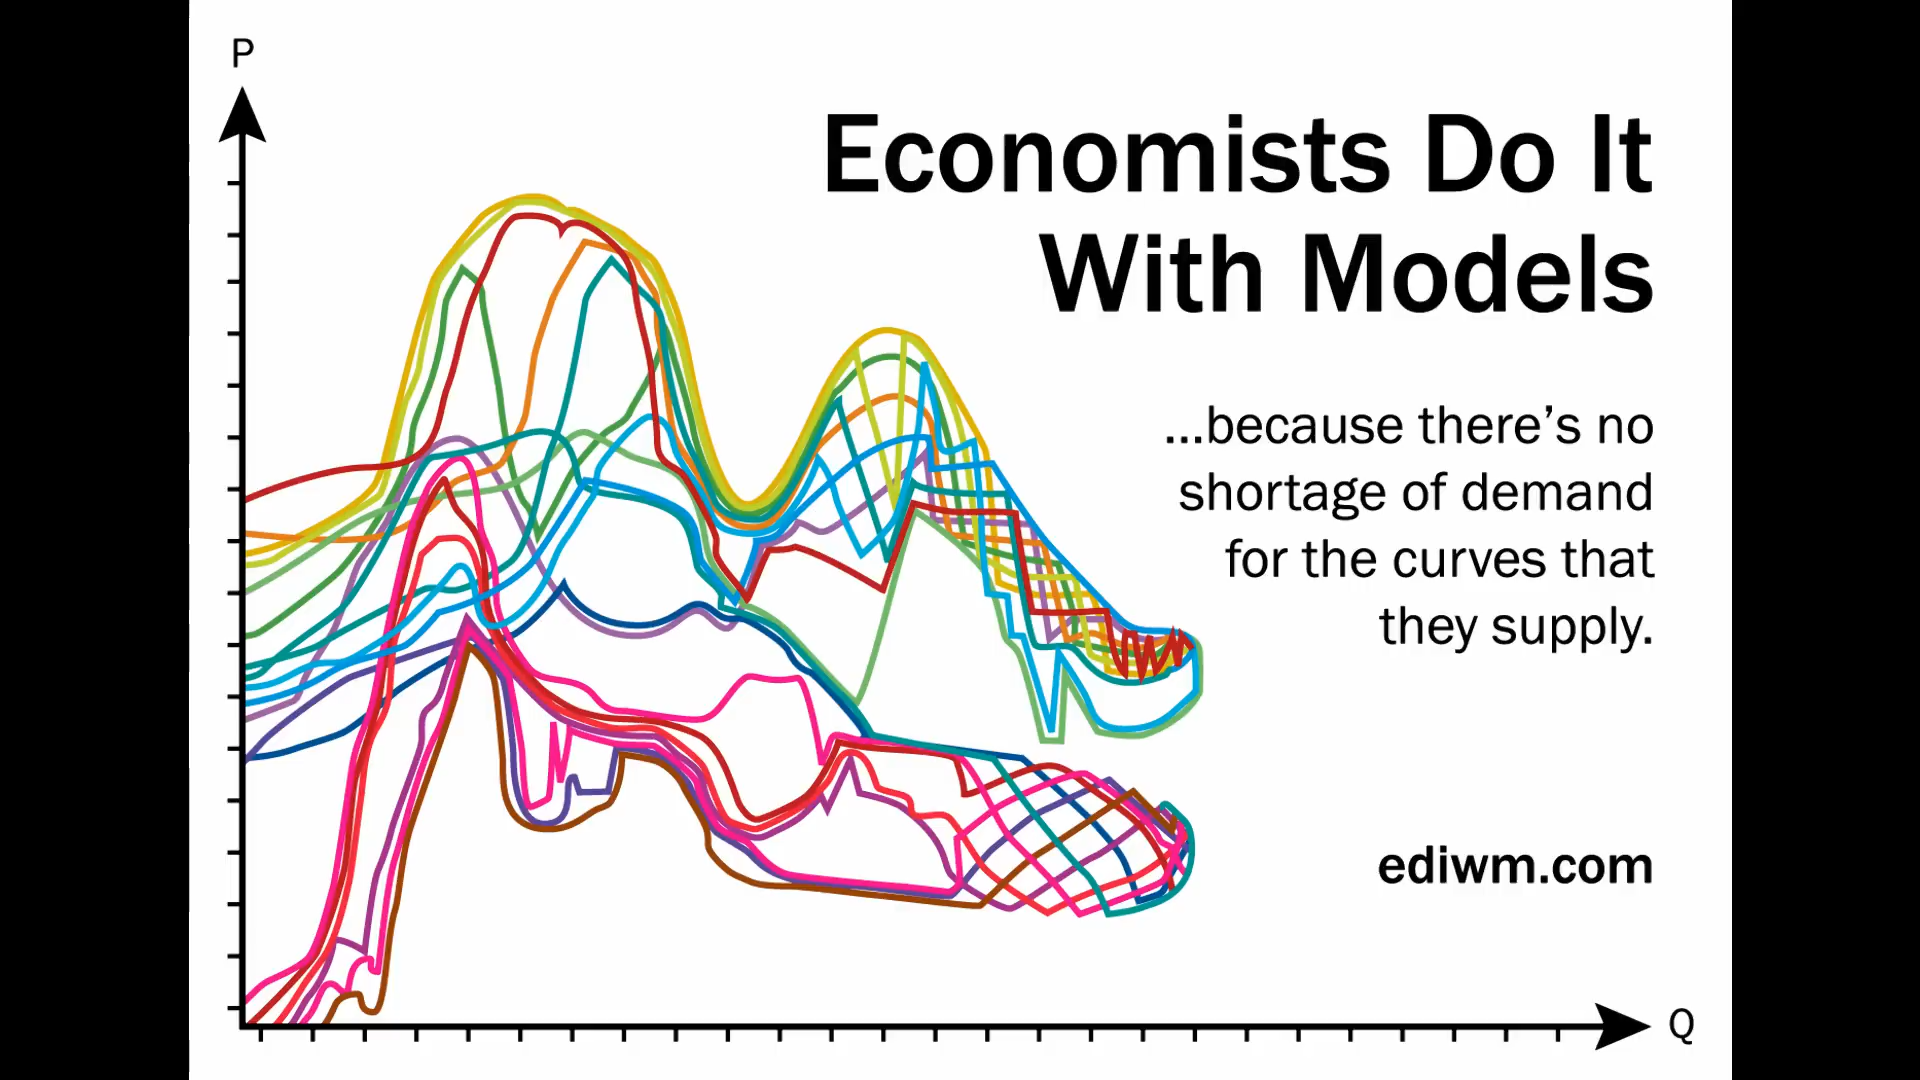 P
Economists Do It
With Models
...because there’s no
shortage of demand
for the curves that
they supply.
ediwm.com
Q